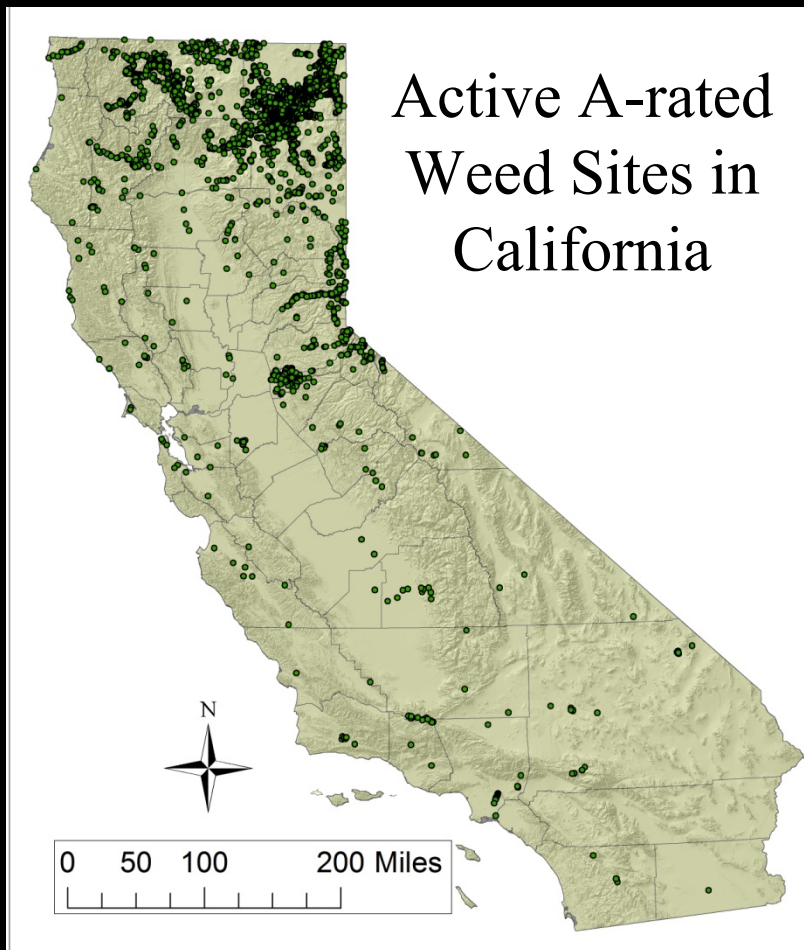 Active A-rated
Weed Sites in
California
N
0 50 100 200 Miles